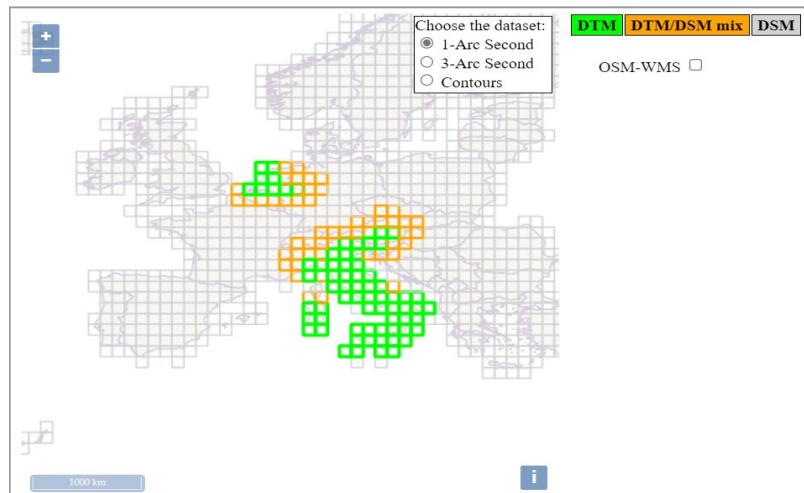 +
−
Choose the dataset:
1-Arc Second
3-Arc Second
Contours
DTM DTM/DSM mix DSM
OSM-WMS
1000 km
i